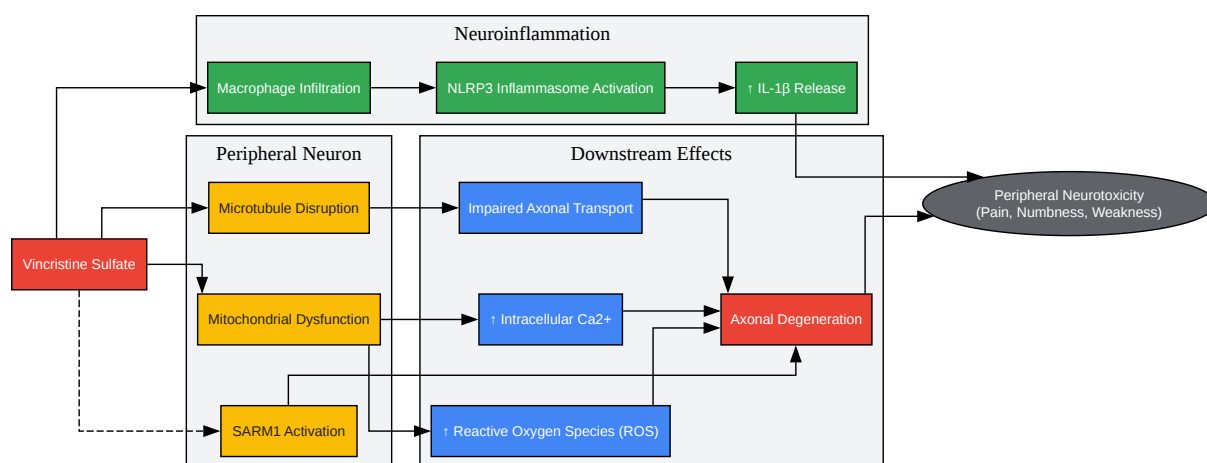 Neuroinflammation
Macrophage Infiltration
NLRP3 Inflammasome Activation
↑ IL-1β Release
Peripheral Neuron
Downstream Effects
Microtubule Disruption
Impaired Axonal Transport
Peripheral Neurotoxicity
(Pain, Numbness, Weakness)
Vincristine Sulfate
Mitochondrial Dysfunction
↑ Intracellular Ca2+
Axonal Degeneration
SARM1 Activation
↑ Reactive Oxygen Species (ROS)